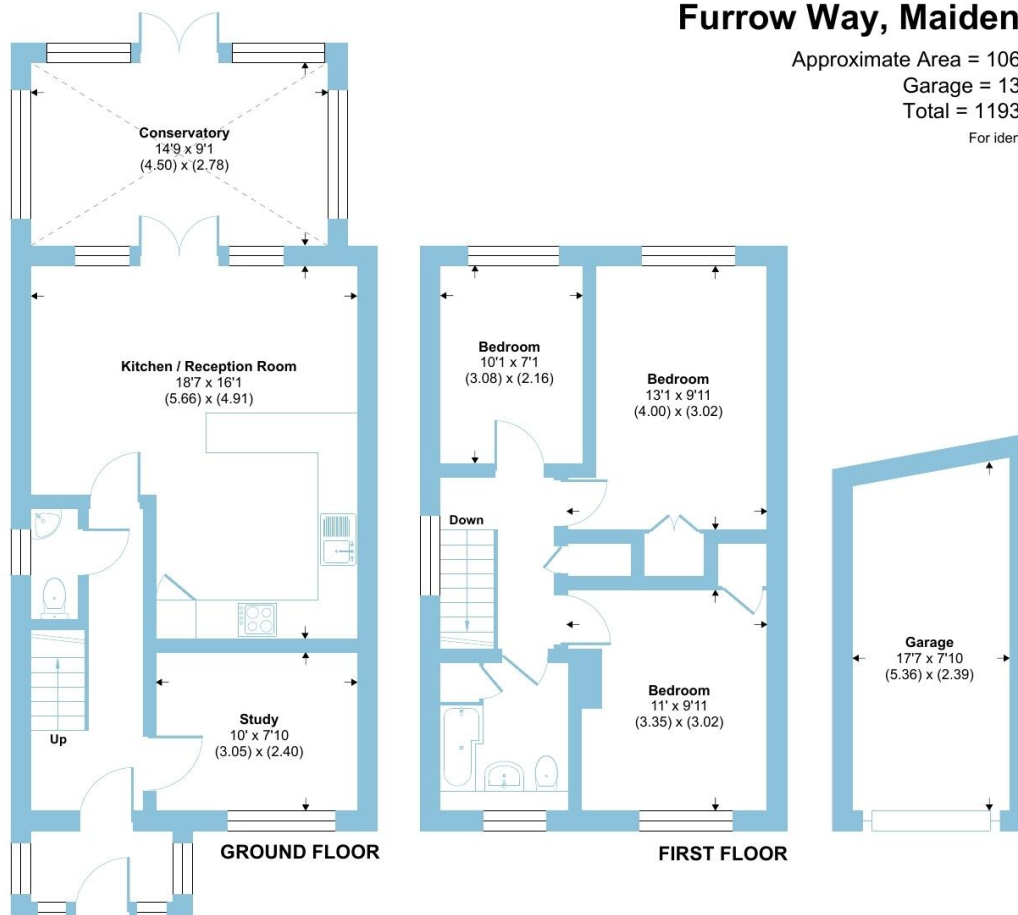 Furrow Way, Maiden
Approximate Area = 106
Garage = 13
Total = 1193
For iden
Conservatory
14'9 x 9'1
(4.50) x (2.78)
Kitchen / Reception Room
18'7 x 16'1
(5.66) x (4.91)
Bedroom
10'1 x 7'1
(3.08) x (2.16)
Bedroom
13'1 x 9'11
(4.00) x (3.02)
Down
Up
Study
10' x 7'10
(3.05) x (2.40)
Bedroom
11' x 9'11
(3.35) x (3.02)
Garage
17'7 x 7'10
(5.36) x (2.39)
GROUND FLOOR
FIRST FLOOR